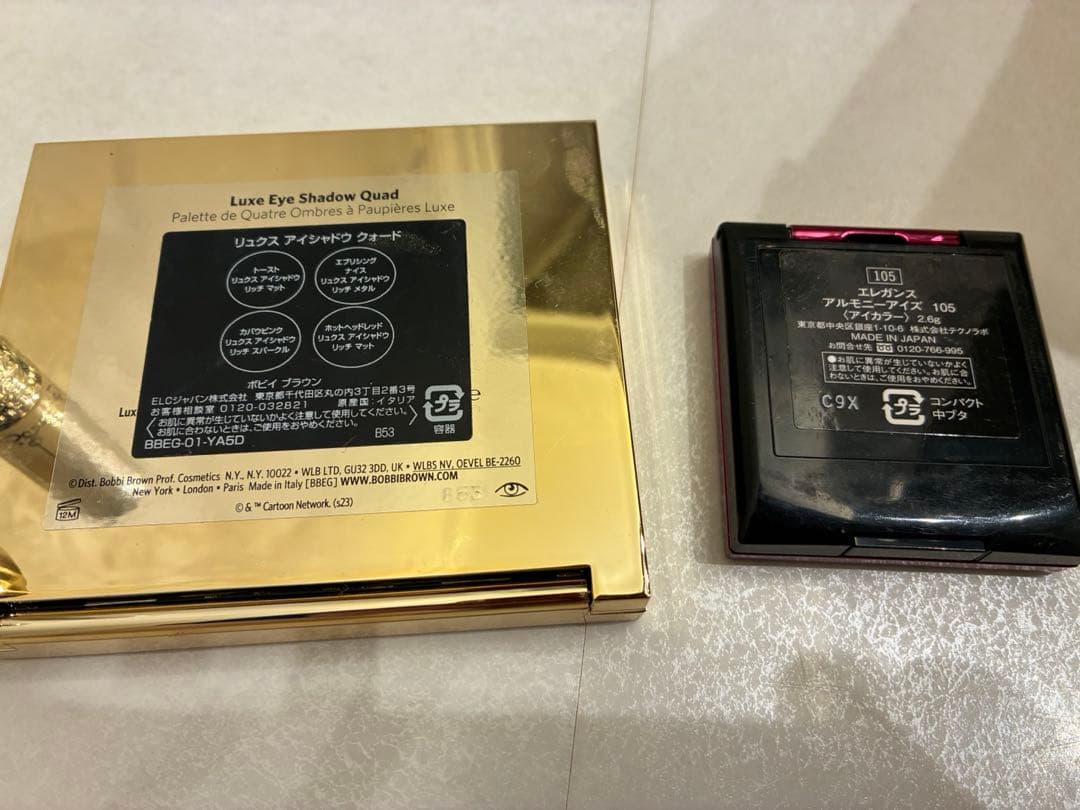 Luxe Eye Shadow Quad
Palette de Quatre Ombres à Paupières Luxe
リュクス アイシャドウ クォード
トースト
リュクス アイシャドウ
リッチ マット
エブリシング
ナイス
リュクス アイシャドウ
リッチ メタル
カパウピンク
リュクス アイシャドウ
リッチ スパークル
ホットヘッドレッド
リュクス アイシャドウ
リッチ マット
ボビイ ブラウン
ELCジャパン株式会社 東京都千代田区丸の内3丁目2番3号
お客様相談室 0120-032821 原産国:イタリア
お肌に異常が生じていないかよく注意して使用してください。
お肌に合わないときは、ご使用をおやめください。
BBEG-01-YA5D
B53
プラ
容器
Lux
e
© Dist. Bobbi Brown Prof. Cosmetics N.Y., N.Y. 10022 • WLB LTD, GU32 3DD, UK • WLBS NV, OEVEL BE-2260
New York • London • Paris Made in Italy [BBEG] WWW.BOBBIBROWN.COM
© & ™ Cartoon Network. (s23)
12M
105
エレガンス
アルモニーアイズ 105
〈アイカラー〉 2.6g
東京都中央区銀座1-10-6 株式会社テクノラボ
MADE IN JAPAN
お問合せ先 0120-766-995
●お肌に異常が生じていないかよく
注意して使用してください。お肌に合
わないときは、ご使用をおやめください。
C9X
プラ
コンパクト
中ブタ